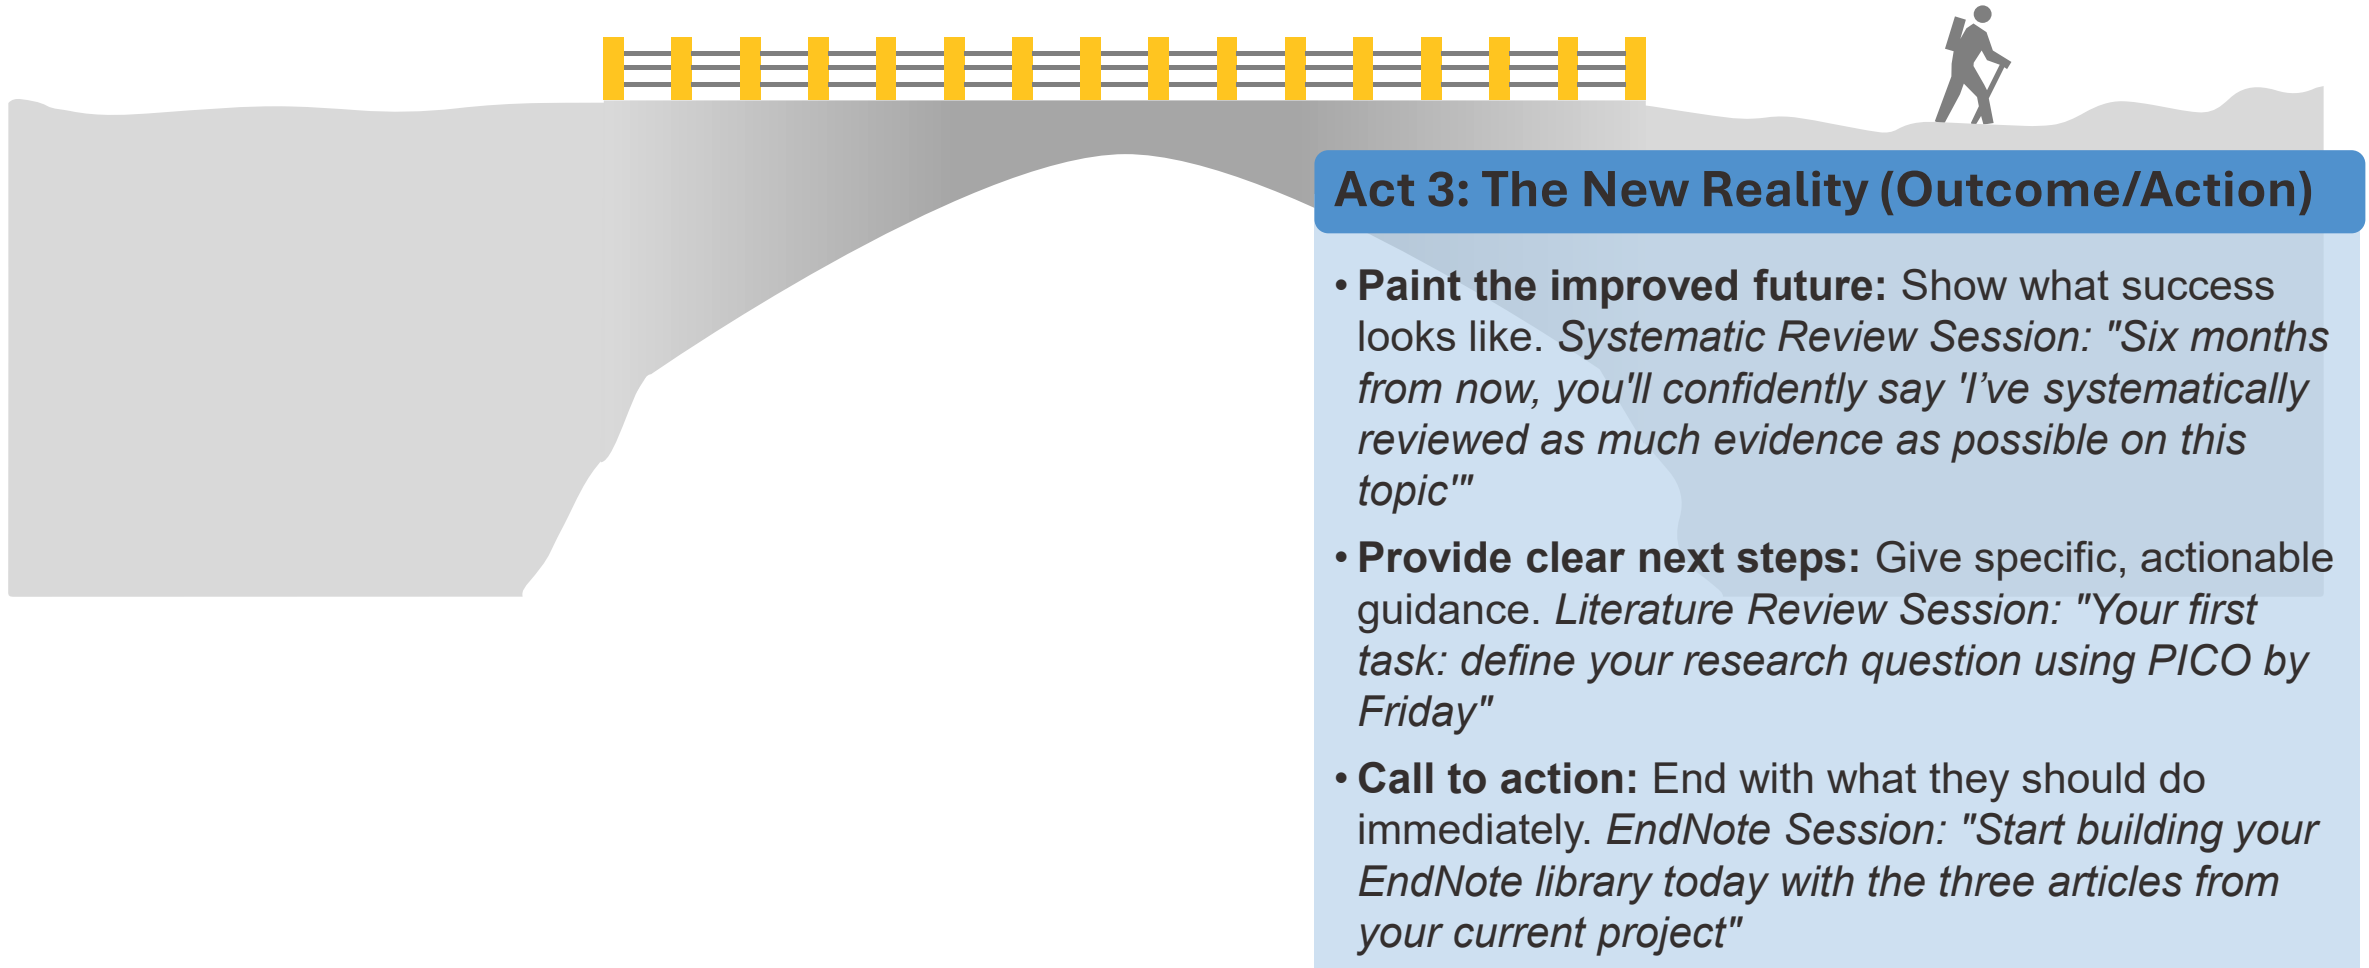 Act 3: The New Reality (Outcome/Action)
• Paint the improved future: Show what success
looks like. Systematic Review Session: "Six months
from now, you'll confidently say 'I’ve systematically
reviewed as much evidence as possible on this
topic'"
• Provide clear next steps: Give specific, actionable
guidance. Literature Review Session: "Your first
task: define your research question using PICO by
Friday"
• Call to action: End with what they should do
immediately. EndNote Session: "Start building your
EndNote library today with the three articles from
your current project"